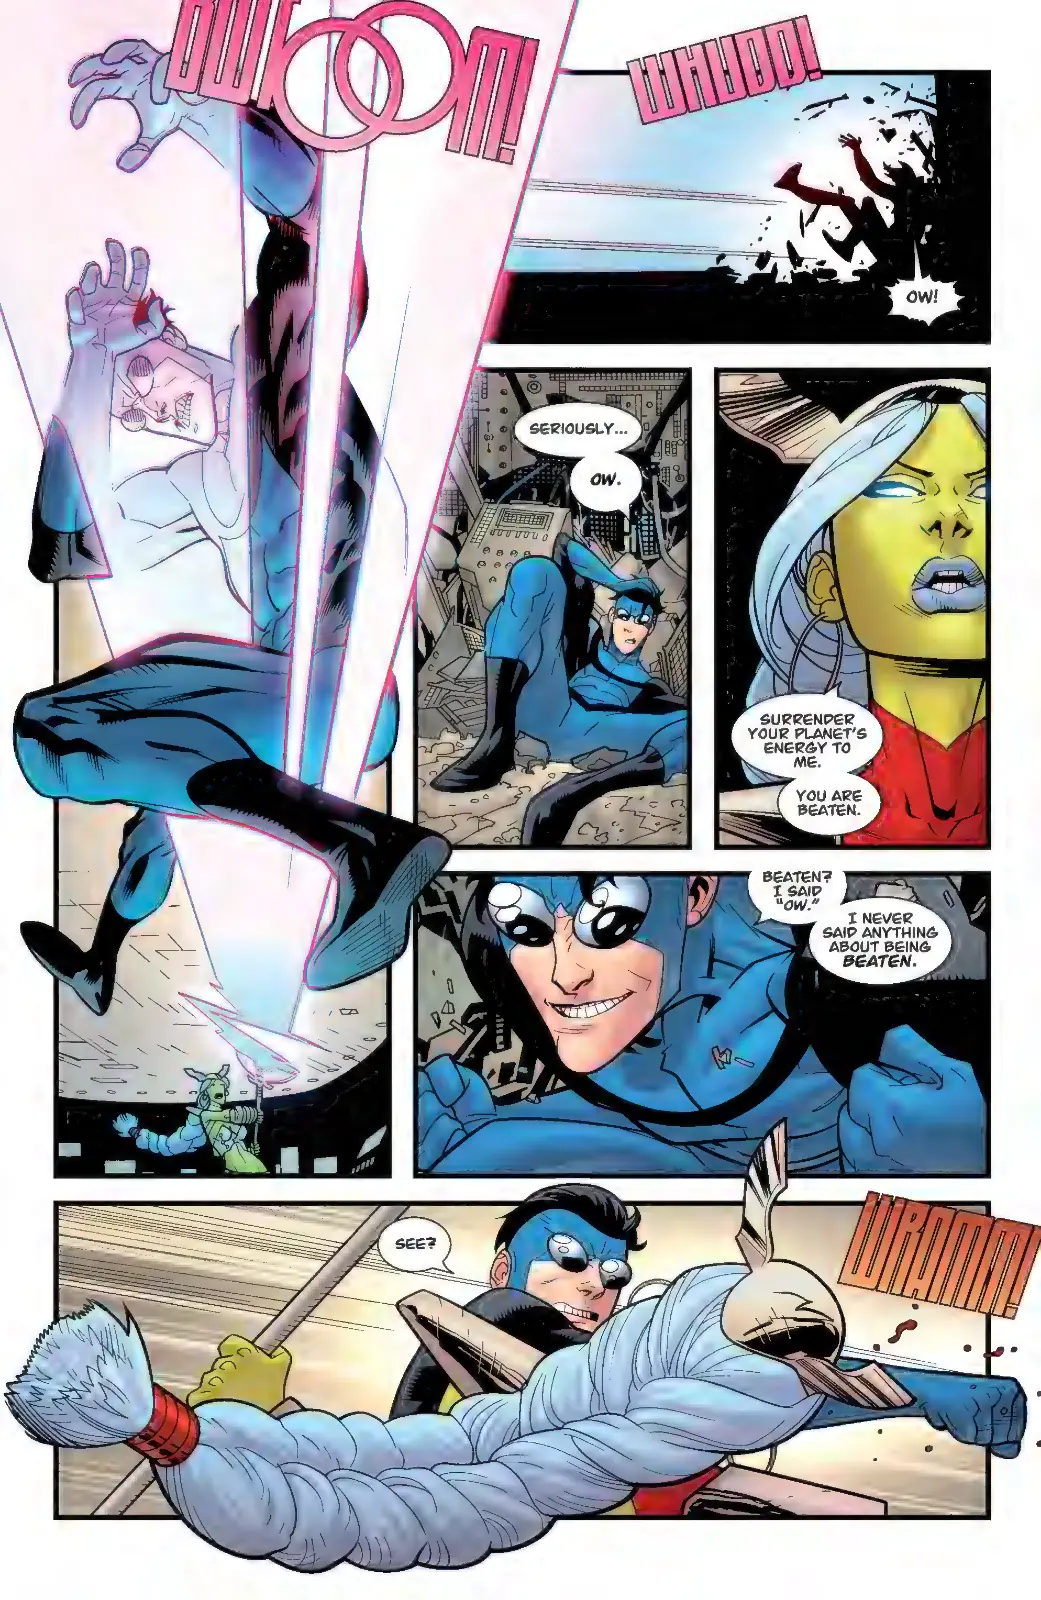 BWOOM!
WHUDD!
OW!
SERIOUSLY...
OW.
SURRENDER
YOUR PLANET'S
ENERGY TO
ME.
YOU ARE
BEATEN.
BEATEN?
I SAID
"OW."
I NEVER
SAID ANYTHING
ABOUT BEING
BEATEN.
SEE?
WRAMM!